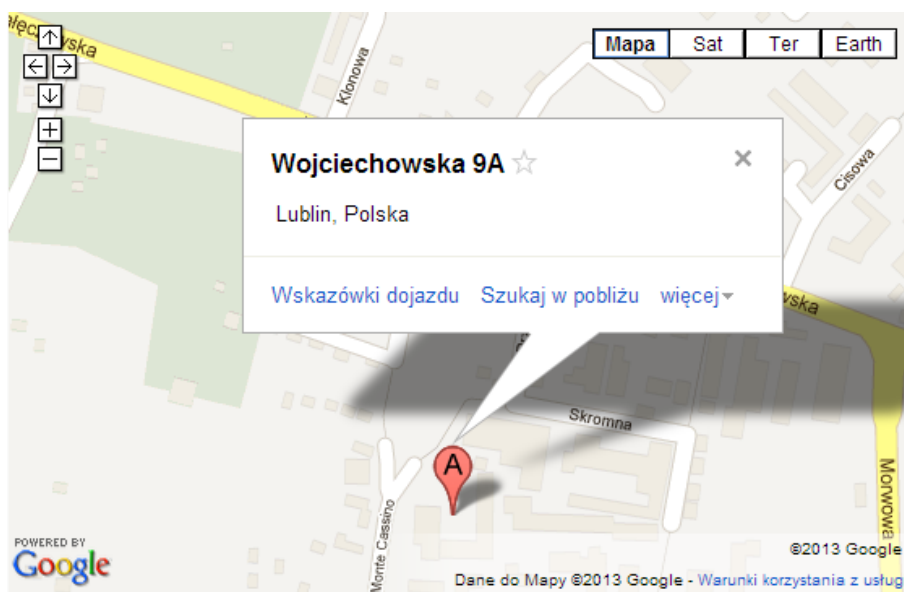 Klonowa
Mapa
Sat
Ter
Earth
Wojciechowska 9A
Lublin, Polska
Cisowa
Wskazówki dojazdu Szukaj w pobliżu więcej
Skromna
A
Monte Cassino
Morwowa
POWERED BY
Google
©2013 Google
Dane do Mapy ©2013 Google - Warunki korzystania z usług